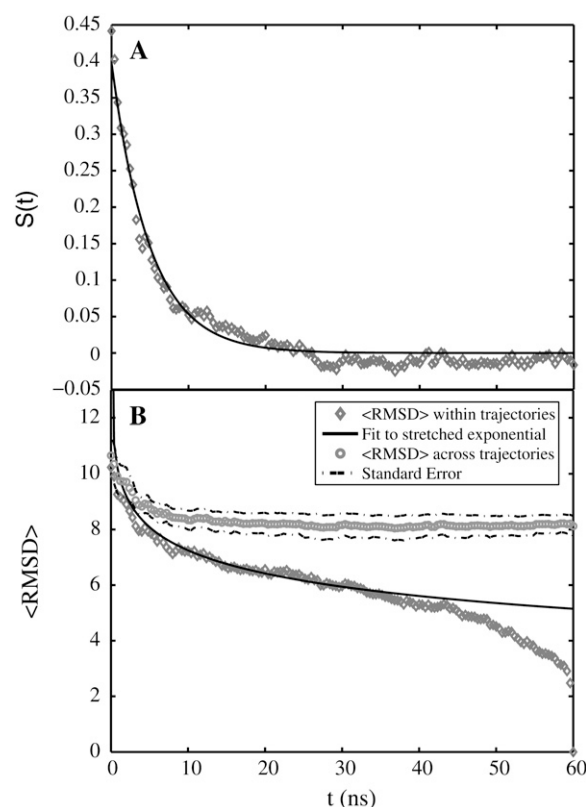 0.45
A
0.4
0.35
0.3
0.25
S(t)
0.2
0.15
0.1
0.05
0
−0.05
12
B
<RMSD> within trajectories
Fit to stretched exponential
<RMSD> across trajectories
Standard Error
10
8
<RMSD>
6
4
2
0
0 10 20 30 40 50 60
t (ns)